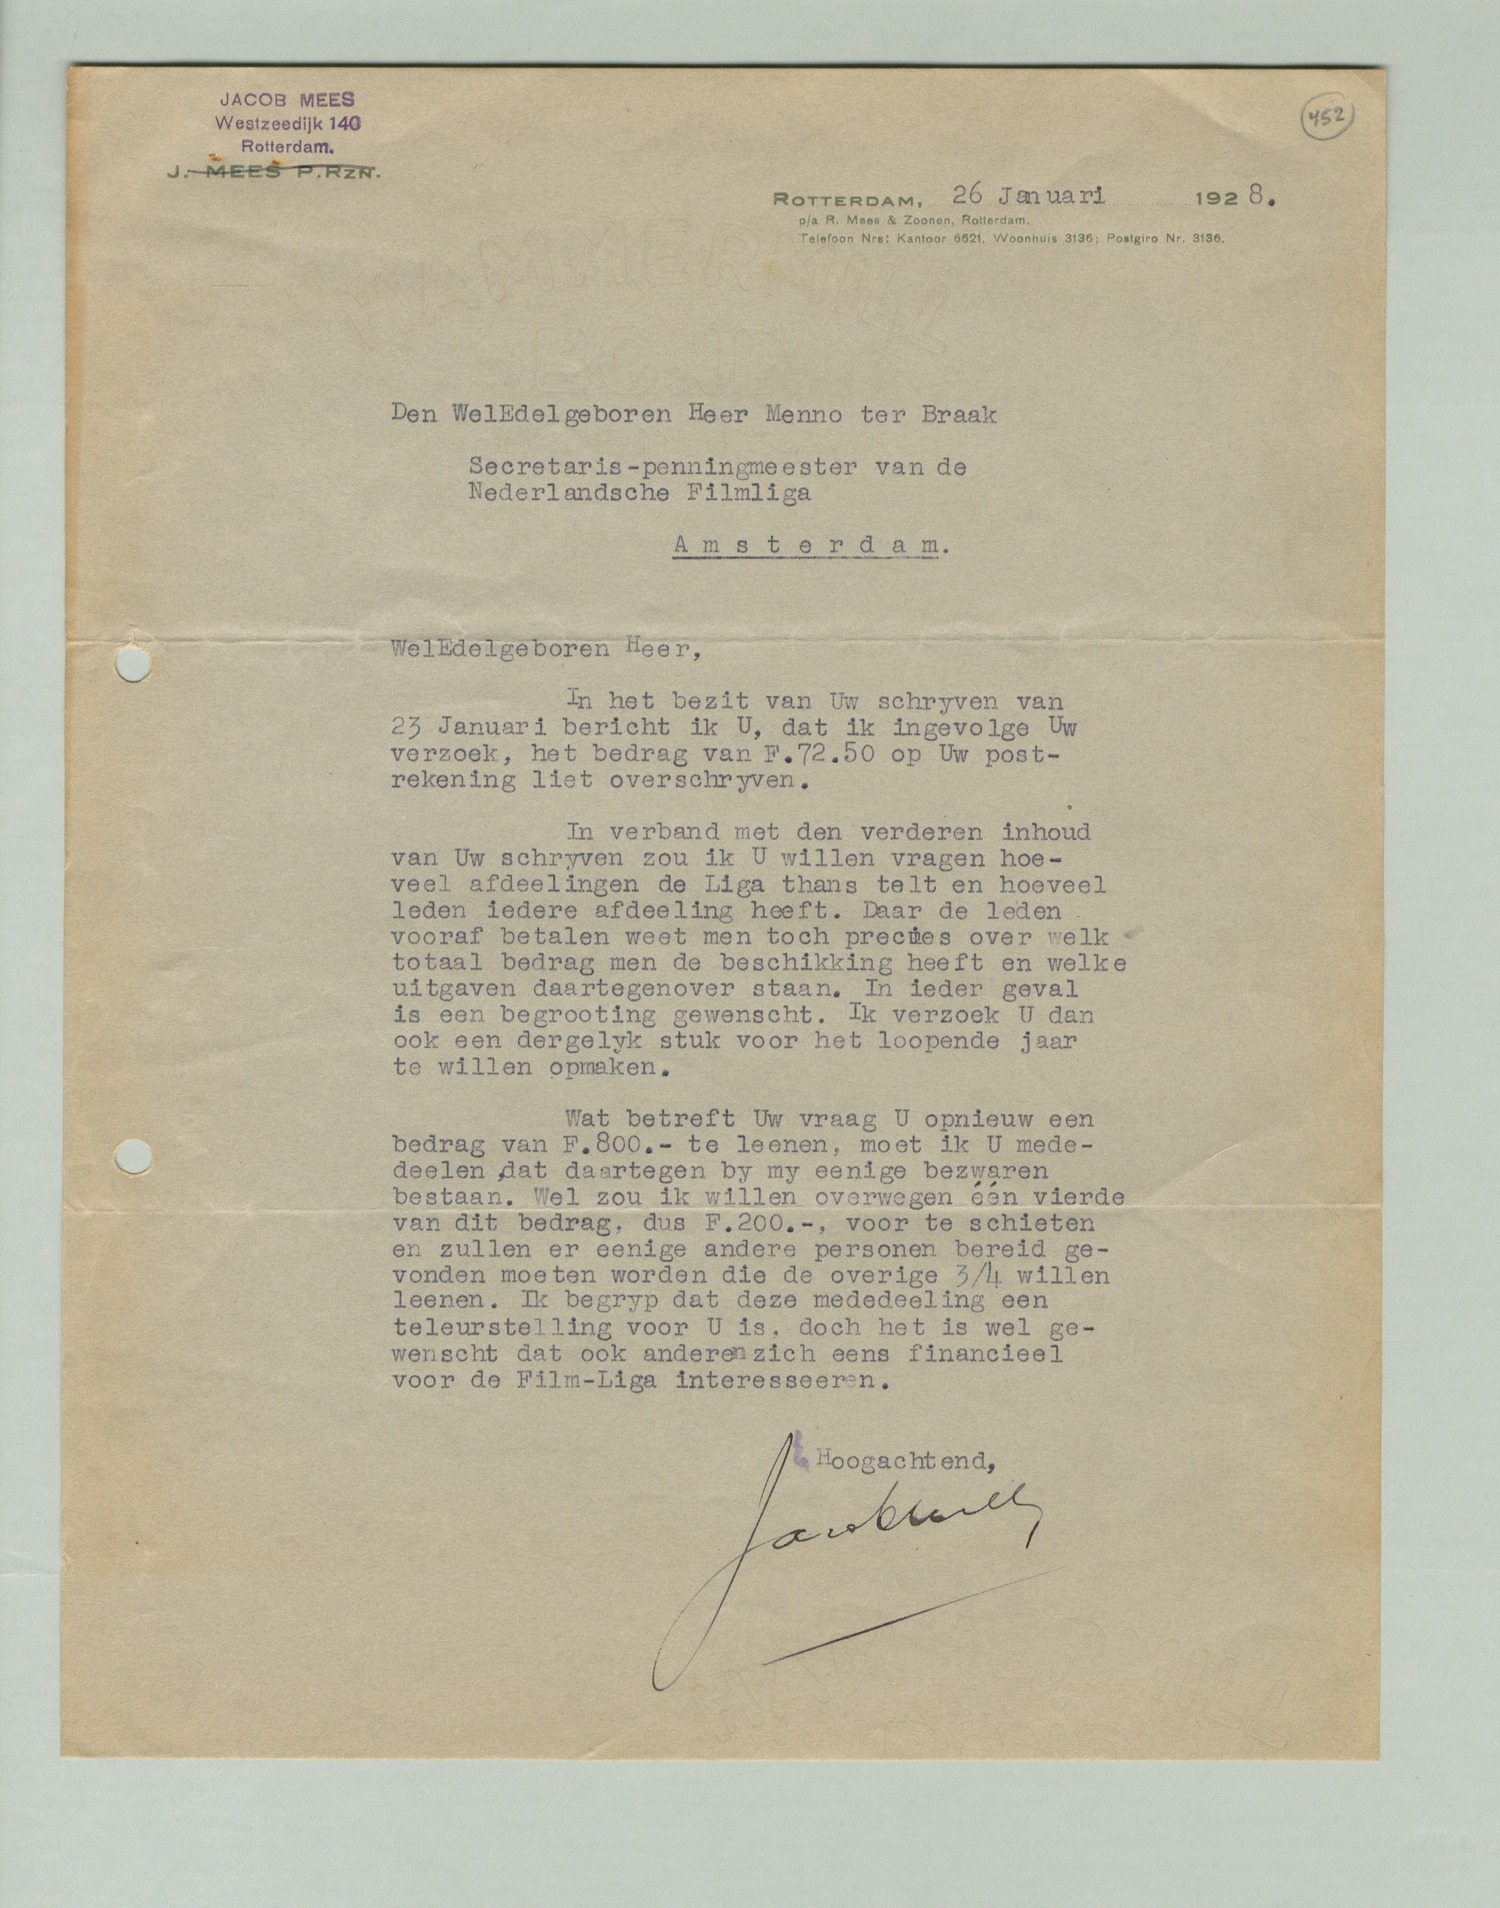 JACOB MEES
Westzeedijk 140
Rotterdam.
J. MEES P.RZN.
452
ROTTERDAM, 26 Januari 1928.
p/a R. Mees & Zoonen, Rotterdam.
Telefoon Nrs: Kantoor 6621, Woonhuis 3136; Postgiro Nr. 3136.
Den WelEdelgeboren Heer Menno ter Braak
Secretaris-penningmeester van de
Nederlandsche Filmliga
Amsterdam.
WelEdelgeboren Heer,
In het bezit van Uw schryven van
23 Januari bericht ik U, dat ik ingevolge Uw
verzoek, het bedrag van F.72.50 op Uw post-
rekening liet overschryven.
In verband met den verderen inhoud
van Uw schryven zou ik U willen vragen hoe-
veel afdeelingen de Liga thans telt en hoeveel
leden iedere afdeeling heeft. Daar de leden
vooraf betalen weet men toch precies over welk
totaal bedrag men de beschikking heeft en welke
uitgaven daartegenover staan. In ieder geval
is een begrooting gewenscht. Ik verzoek U dan
ook een dergelyk stuk voor het loopende jaar
te willen opmaken.
Wat betreft Uw vraag U opnieuw een
bedrag van F.800.- te leenen, moet ik U mede-
deelen dat daartegen by my eenige bezwaren
bestaan. Wel zou ik willen overwegen één vierde
van dit bedrag, dus F.200.-, voor te schieten
en zullen er eenige andere personen bereid ge-
vonden moeten worden die de overige 3/4 willen
leenen. Ik begryp dat deze mededeeling een
teleurstelling voor U is, doch het is wel ge-
wenscht dat ook anderen zich eens financieel
voor de Film-Liga interesseeren.
Hoogachtend,
Jacob Mees